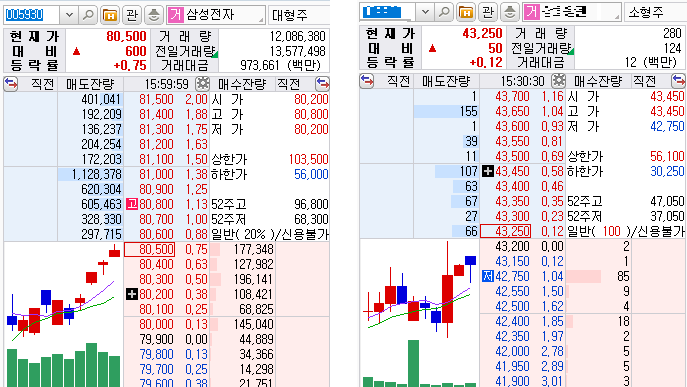 005930 관 거 삼성전자 대형주
현 재 가 80,500 거 래 량 12,086,380
대 비 ▲ 600 전일거래량 13,577,498
등 락 률 +0.75 거래대금 973,661 (백만)
직전 매도잔량 15:59:59 매수잔량 직전
401,041 81,500 2.00 시 가 80,200
192,209 81,400 1.88 고 가 80,800
136,237 81,300 1.75 저 가 80,200
204,254 81,200 1.63
172,203 81,100 1.50 상한가 103,500
1,128,378 81,000 1.38 하한가 56,000
620,304 80,900 1.25
605,463 고 80,800 1.13 52주고 96,800
328,330 80,700 1.00 52주저 68,300
297,715 80,600 0.88 일반( 20%)/신용불가
80,500 0.75 177,348
80,400 0.63 127,982
80,300 0.50 196,141
80,200 0.38 108,421
80,100 0.25 68,825
80,000 0.13 145,040
79,900 0.00 44,889
79,800 0.13 34,366
79,700 0.25 14,298
79,600 0.38 21,751
관 거 소형주
현 재 가 43,250 거 래 량 280
대 비 ▲ 50 전일거래량 124
등 락 률 +0.12 거래대금 12 (백만)
직전 매도잔량 15:30:30 매수잔량 직전
1 43,700 1.16 시 가 43,450
155 43,650 1.04 고 가 43,450
1 43,600 0.93 저 가 42,750
39 43,550 0.81
11 43,500 0.69 상한가 56,100
107 43,450 0.58 하한가 30,250
63 43,400 0.46
67 43,350 0.35 52주고 47,050
27 43,300 0.23 52주저 37,050
66 43,250 0.12 일반( 100 )/신용불가
43,200 0.00 2
43,150 0.12 1
저 42,750 1.04 85
42,550 1.50 9
42,500 1.62 4
42,400 1.85 18
42,350 1.97 2
42,000 2.78 5
41,950 2.89 5
41,900 3.01 2